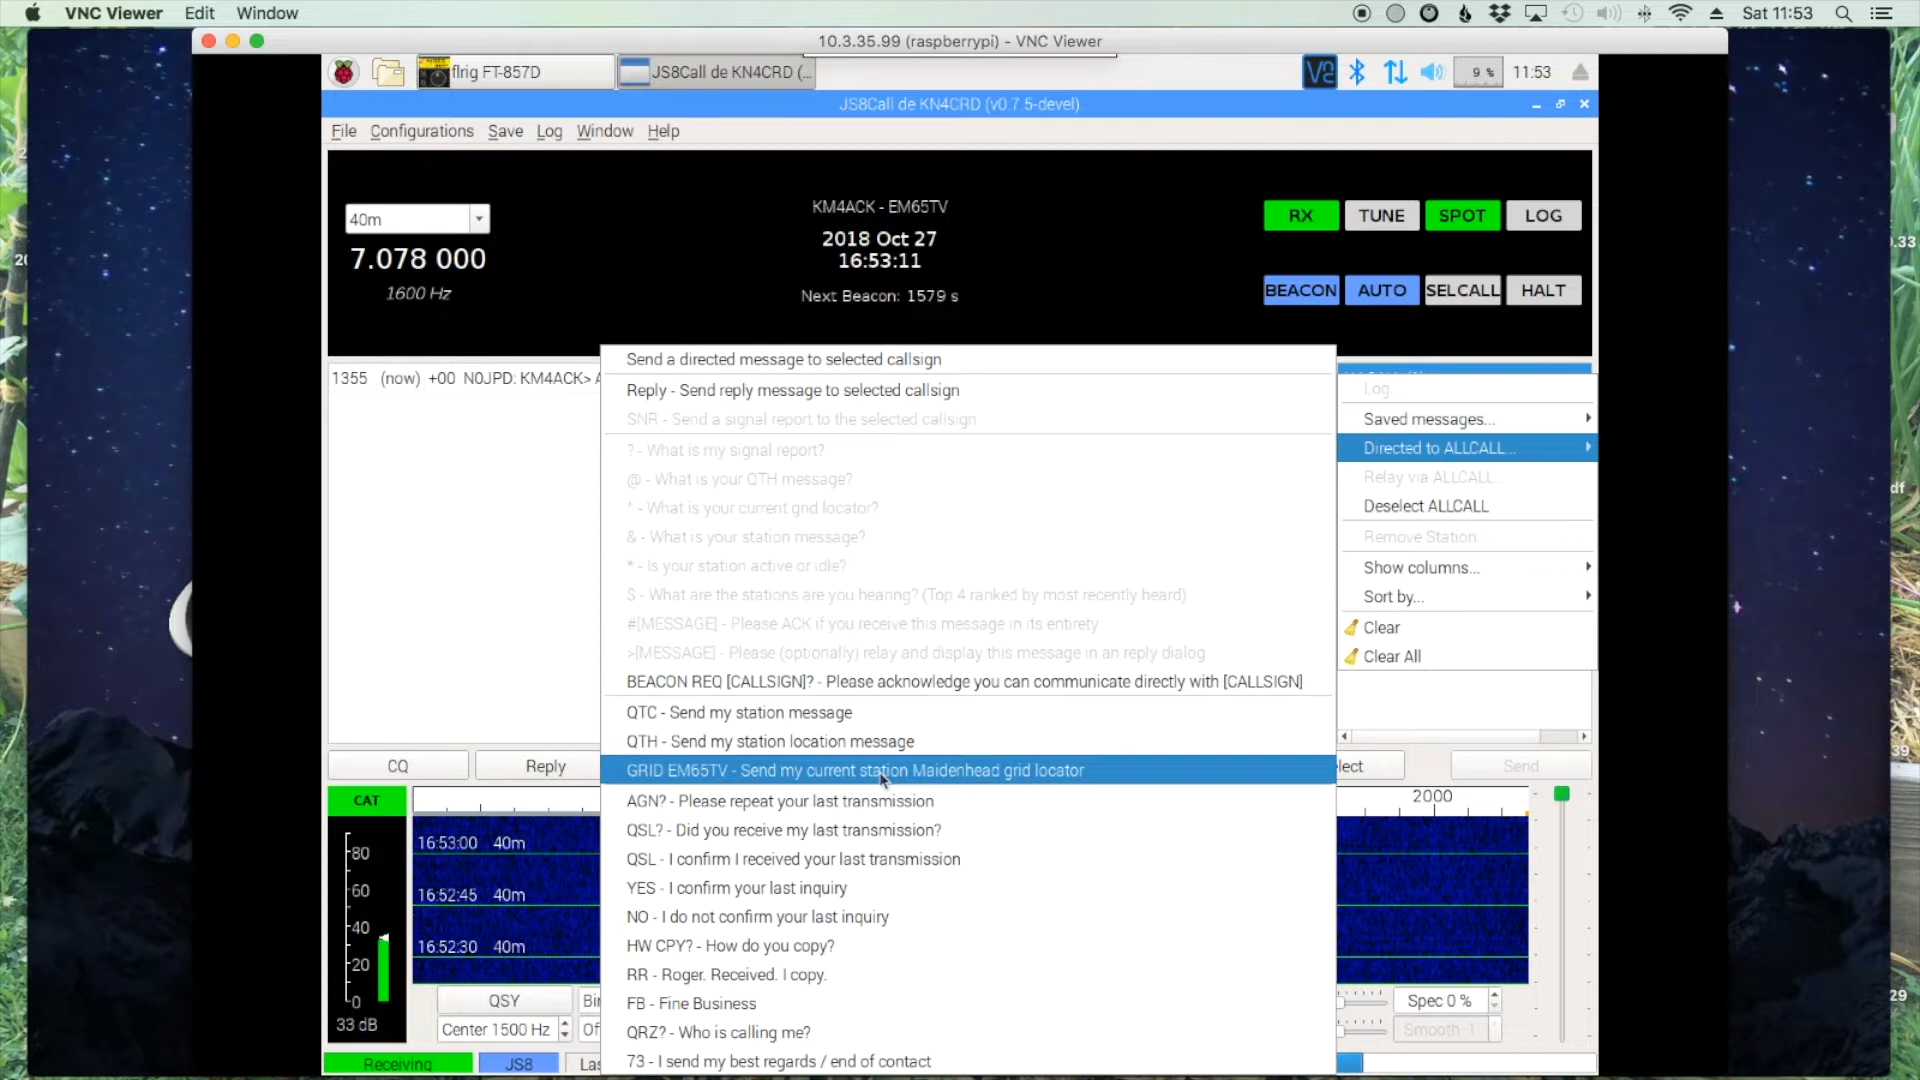 VNC Viewer Edit Window Sat 11:53
10.3.35.99 (raspberrypi) - VNC Viewer
flrig FT-857D JS8Call de KN4CRD (... 9 % 11:53
JS8Call de KN4CRD (v0.7.5-devel)
File Configurations Save Log Window Help
40m
7.078 000
1600 Hz
KM4ACK - EM65TV
2018 Oct 27
16:53:11
Next Beacon: 1579 s
RX TUNE SPOT LOG
BEACON AUTO SELCALL HALT
1355 (now) +00 N0JPD: KM4ACK>
Send a directed message to selected callsign
Reply - Send reply message to selected callsign
SNR - Send a signal report to the selected callsign
? - What is my signal report?
@ - What is your QTH message?
^ - What is your current grid locator?
& - What is your station message?
* - Is your station active or idle?
$ - What are the stations are you hearing? (Top 4 ranked by most recently heard)
#[MESSAGE] - Please ACK if you receive this message in its entirety
>[MESSAGE] - Please (optionally) relay and display this message in an reply dialog
BEACON REQ [CALLSIGN]? - Please acknowledge you can communicate directly with [CALLSIGN]
QTC - Send my station message
QTH - Send my station location message
GRID EM65TV - Send my current station Maidenhead grid locator
AGN? - Please repeat your last transmission
QSL? - Did you receive my last transmission?
QSL - I confirm I received your last transmission
YES - I confirm your last inquiry
NO - I do not confirm your last inquiry
HW CPY? - How do you copy?
RR - Roger. Received. I copy.
FB - Fine Business
QRZ? - Who is calling me?
73 - I send my best regards / end of contact
Log...
Saved messages...
Directed to ALLCALL...
Relay via ALLCALL...
Deselect ALLCALL
Remove Station
Show columns...
Sort by...
Clear
Clear All
CQ Reply lect Send
CAT
80
60
40
20
0
33 dB
2000
16:53:00 40m
16:52:45 40m
16:52:30 40m
QSY Bin Spec 0 %
Center 1500 Hz Of Smooth 1
Receiving JS8 Las
.33
df
39
29